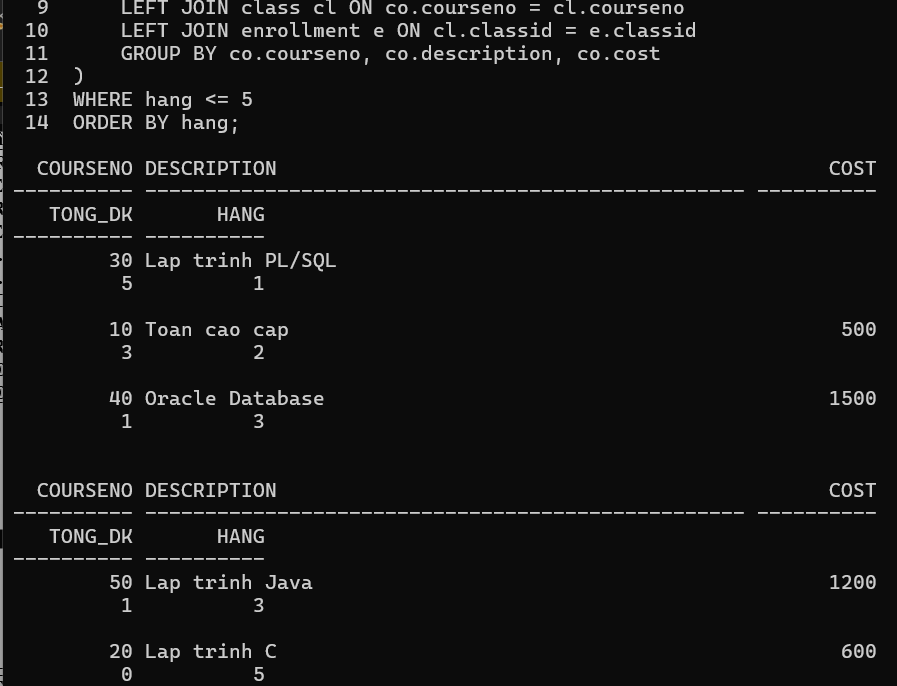 9 LEFT JOIN class cl ON co.courseno = cl.courseno
10 LEFT JOIN enrollment e ON cl.classid = e.classid
11 GROUP BY co.courseno, co.description, co.cost
12 )
13 WHERE hang <= 5
14 ORDER BY hang;
COURSENO DESCRIPTION COST
---------- -------------------------------------------------- ----------
TONG_DK HANG
---------- ----------
30 Lap trinh PL/SQL
5 1
10 Toan cao cap 500
3 2
40 Oracle Database 1500
1 3
COURSENO DESCRIPTION COST
---------- -------------------------------------------------- ----------
TONG_DK HANG
---------- ----------
50 Lap trinh Java 1200
1 3
20 Lap trinh C 600
0 5